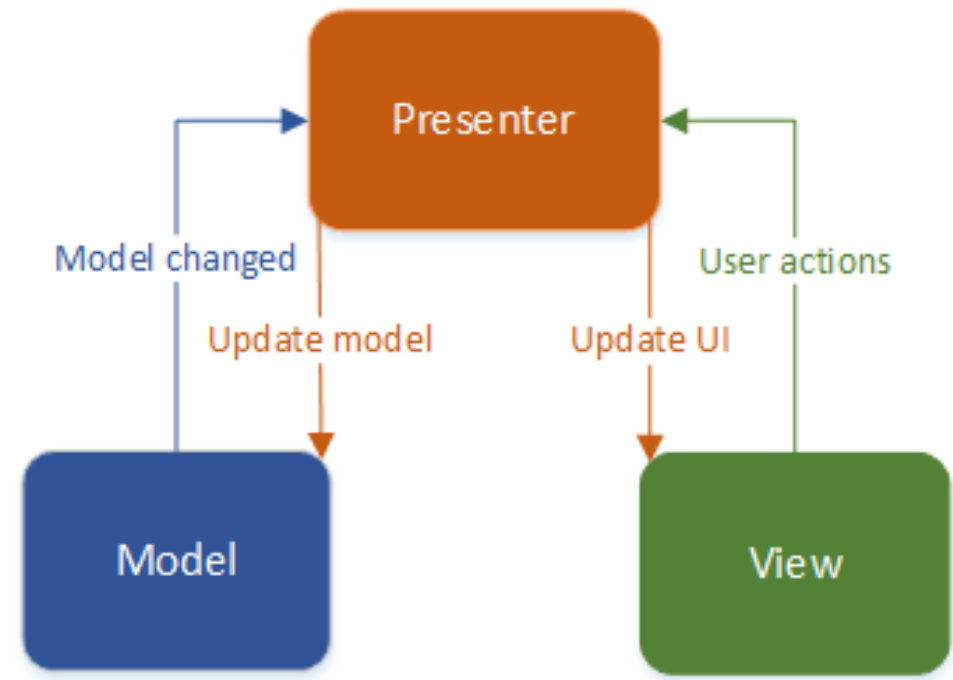 Presenter
Model changed
User actions
Update model
Update UI
Model
View